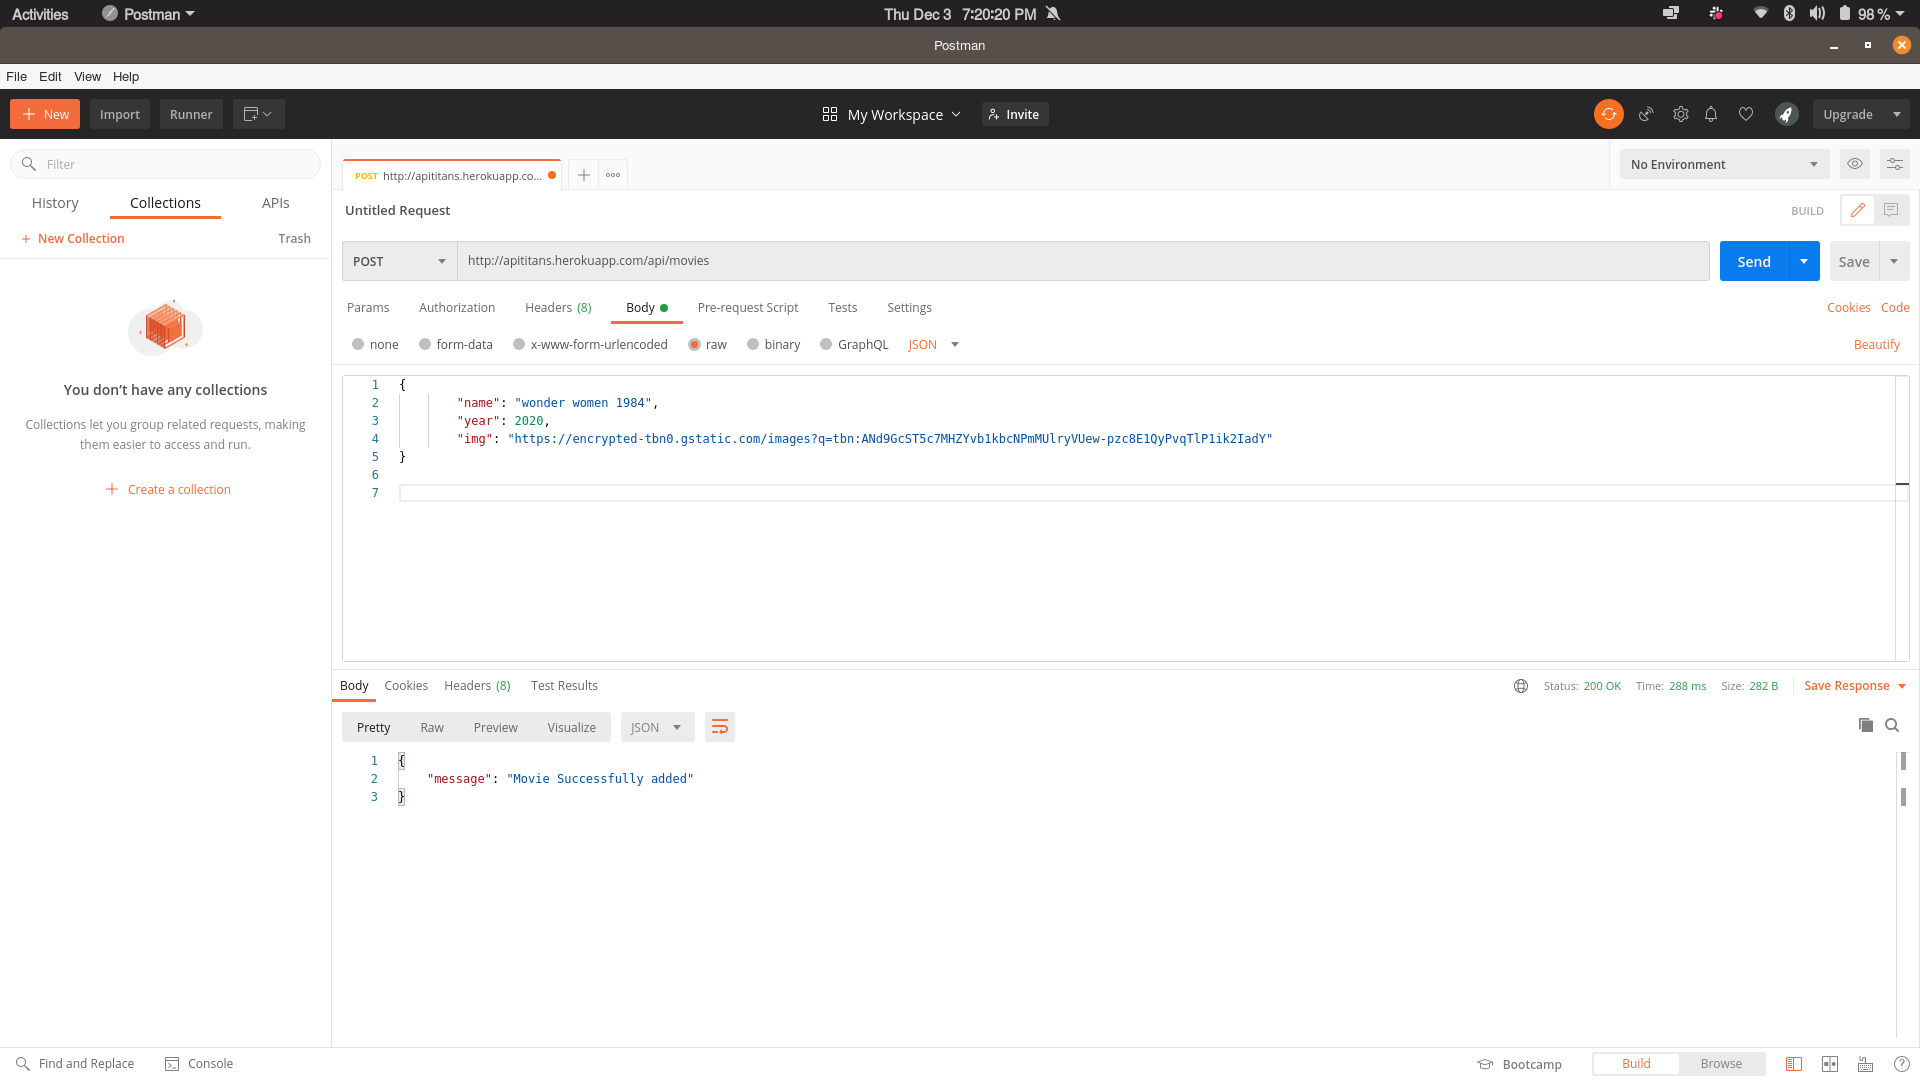 Activities Postman Thu Dec 3 7:20:20 PM 98 %
Postman
File Edit View Help
New Import Runner My Workspace Invite Upgrade
Filter
History Collections APIs
New Collection Trash
You don’t have any collections
Collections let you group related requests, making
them easier to access and run.
Create a collection
POST http://apititans.herokuapp.co... No Environment
Untitled Request BUILD
POST http://apititans.herokuapp.com/api/movies Send Save
Params Authorization Headers (8) Body Pre-request Script Tests Settings Cookies Code
none form-data x-www-form-urlencoded raw binary GraphQL JSON Beautify
1 {
2 "name": "wonder women 1984",
3 "year": 2020,
4 "img": "https://encrypted-tbn0.gstatic.com/images?q=tbn:ANd9GcST5c7MHZYvb1kbcNPmMUlryVUew-pzc8E1QyPvqTlP1ik2IadY"
5 }
6
7
Body Cookies Headers (8) Test Results Status: 200 OK Time: 288 ms Size: 282 B Save Response
Pretty Raw Preview Visualize JSON
1 {
2 "message": "Movie Successfully added"
3 }
Find and Replace Console Bootcamp Build Browse